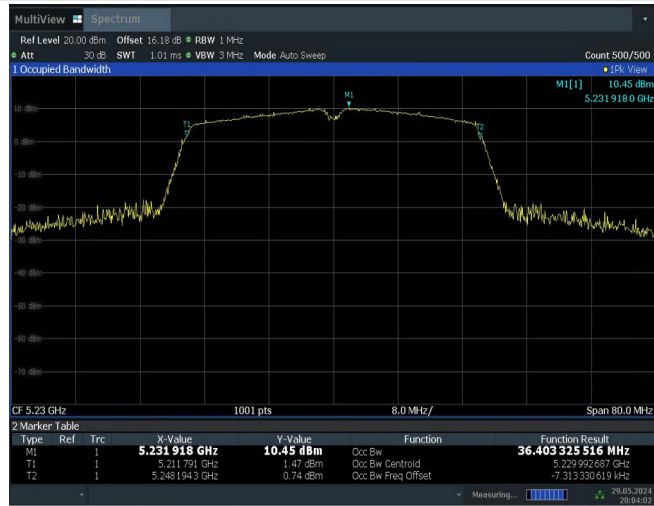 MultiView Spectrum
Ref Level 20.00 dBm Offset 16.18 dB RBW 1 MHz
Att 30 dB SWT 1.01 ms VBW 3 MHz Mode Auto Sweep Count 500/500
1 Occupied Bandwidth 1Pk View
M1[1] 10.45 dBm
5.231 918 0 GHz
M1
10 dBm
T1
T2
0 dBm
-10 dBm
-20 dBm
-30 dBm
-40 dBm
-50 dBm
-60 dBm
-70 dBm
CF 5.23 GHz 1001 pts 8.0 MHz/ Span 80.0 MHz
2 Marker Table
Type Ref Trc X-Value Y-Value Function Function Result
M1 1 5.231 918 GHz 10.45 dBm Occ Bw 36.403 325 516 MHz
T1 1 5.211 791 GHz 1.47 dBm Occ Bw Centroid 5.229 992 687 GHz
T2 1 5.248 194 3 GHz 0.74 dBm Occ Bw Freq Offset -7.313 330 619 kHz
Measuring... 29.05.2024
20:04:02